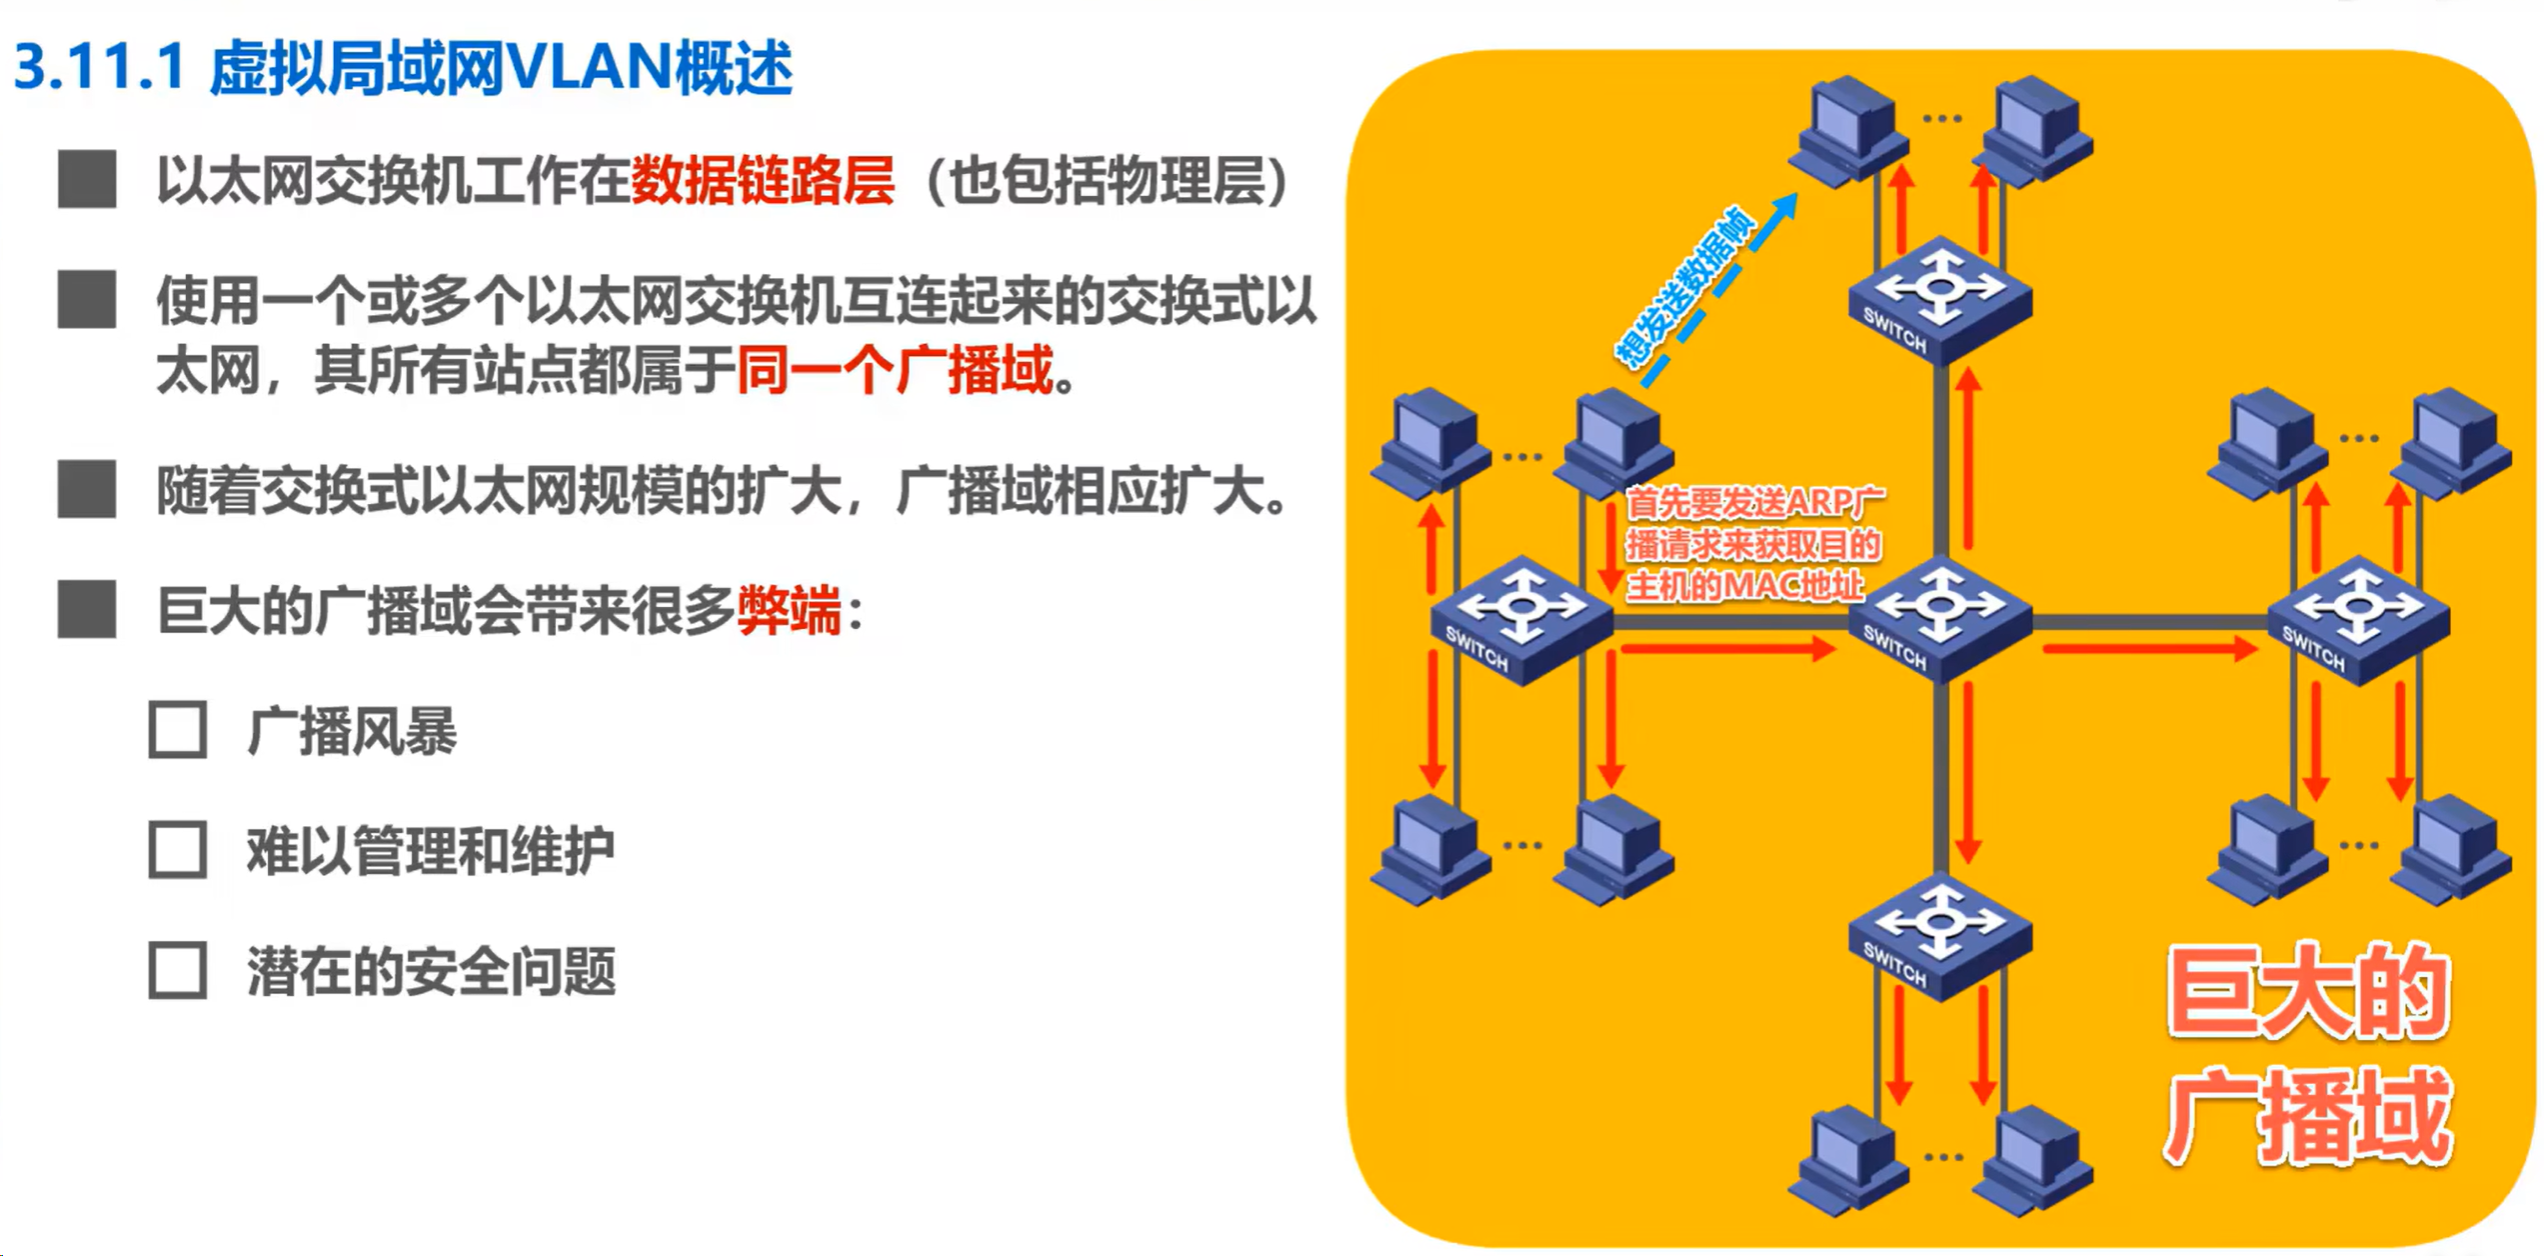 3.11.1 虚拟局域网VLAN概述
以太网交换机工作在数据链路层（也包括物理层）
使用一个或多个以太网交换机互连起来的交换式以
太网，其所有站点都属于同一个广播域。
随着交换式以太网规模的扩大，广播域相应扩大。
巨大的广播域会带来很多弊端：
广播风暴
难以管理和维护
潜在的安全问题
想发送数据帧
SWITCH
首先要发送ARP广
播请求来获取目的
主机的MAC地址
SWITCH
SWITCH
SWITCH
SWITCH
巨大的
广播域